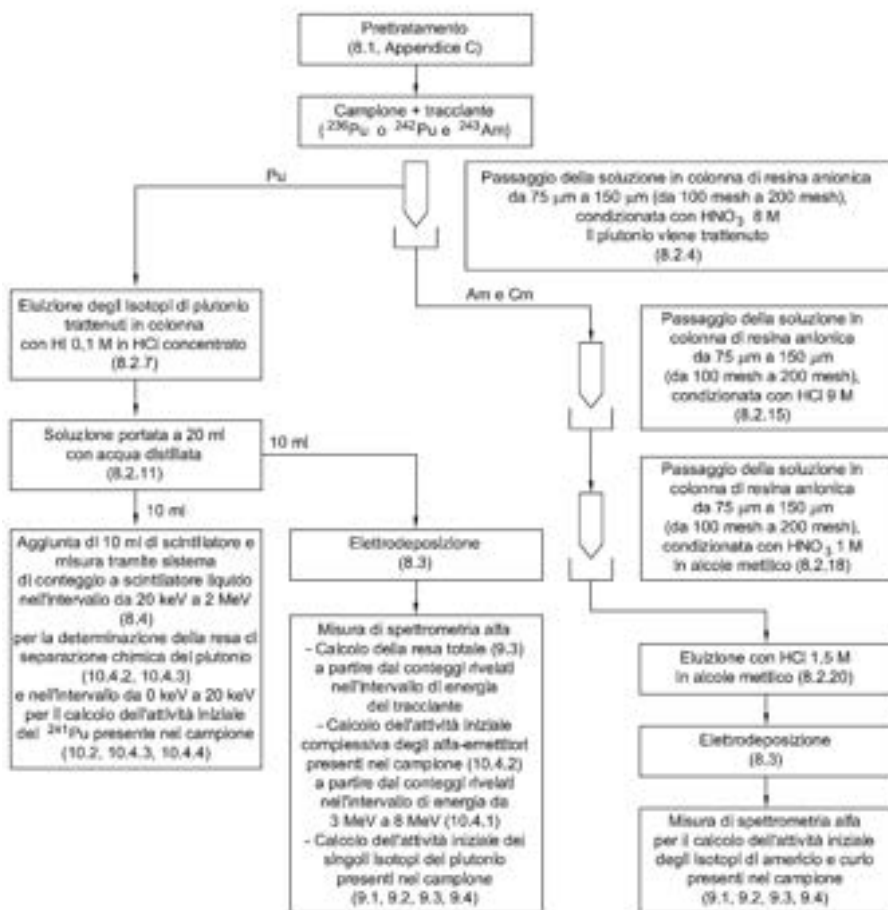 Prettratamento
(8.1, Appendice C)
Campione + tracciante
(²³⁶Pu o ²⁴²Pu e ²⁴³Am)
Pu
Passaggio della soluzione in colonna di resina anionica
da 75 µm a 150 µm (da 100 mesh a 200 mesh),
condizionata con HNO₃ 8 M
Il plutonio viene trattenuto
(8.2.4)
Am e Cm
Eluizione degli isotopi di plutonio
trattenuti in colonna
con HI 0,1 M in HCl concentrato
(8.2.7)
Passaggio della soluzione in
colonna di resina anionica
da 75 µm a 150 µm
(da 100 mesh a 200 mesh),
condizionata con HCl 9 M
(8.2.15)
Soluzione portata a 20 ml
con acqua distillata
(8.2.11)
10 ml
10 ml
Passaggio della soluzione in
colonna di resina anionica
da 75 µm a 150 µm
(da 100 mesh a 200 mesh),
condizionata con HNO₃ 1 M
in alcole metilico (8.2.18)
Aggiunta di 10 ml di scintillatore e
misura tramite sistema
di conteggio a scintillatore liquido
nell'intervallo da 20 keV a 2 MeV
(8.4)
per la determinazione della resa di
separazione chimica del plutonio
(10.4.2, 10.4.3)
e nell'intervallo da 0 keV a 20 keV
per il calcolo dell'attività iniziale
del ²⁴¹Pu presente nel campione
(10.2, 10.4.3, 10.4.4)
Elettrodeposizione
(8.3)
Misura di spettrometria alfa
- Calcolo della resa totale (9.3)
a partire dai conteggi rivelati
nell'intervallo di energia
del tracciante
- Calcolo dell'attività iniziale
complessiva degli alfa-emettitori
presenti nel campione (10.4.2)
a partire dai conteggi rivelati
nell'intervallo di energia da
3 MeV a 8 MeV (10.4.1)
- Calcolo dell'attività iniziale dei
singoli isotopi del plutonio
presenti nel campione
(9.1, 9.2, 9.3, 9.4)
Eluizione con HCl 1,5 M
in alcole metilico (8.2.20)
Elettrodeposizione
(8.3)
Misura di spettrometria alfa
per il calcolo dell'attività iniziale
degli isotopi di americio e curio
presenti nel campione
(9.1, 9.2, 9.3, 9.4)